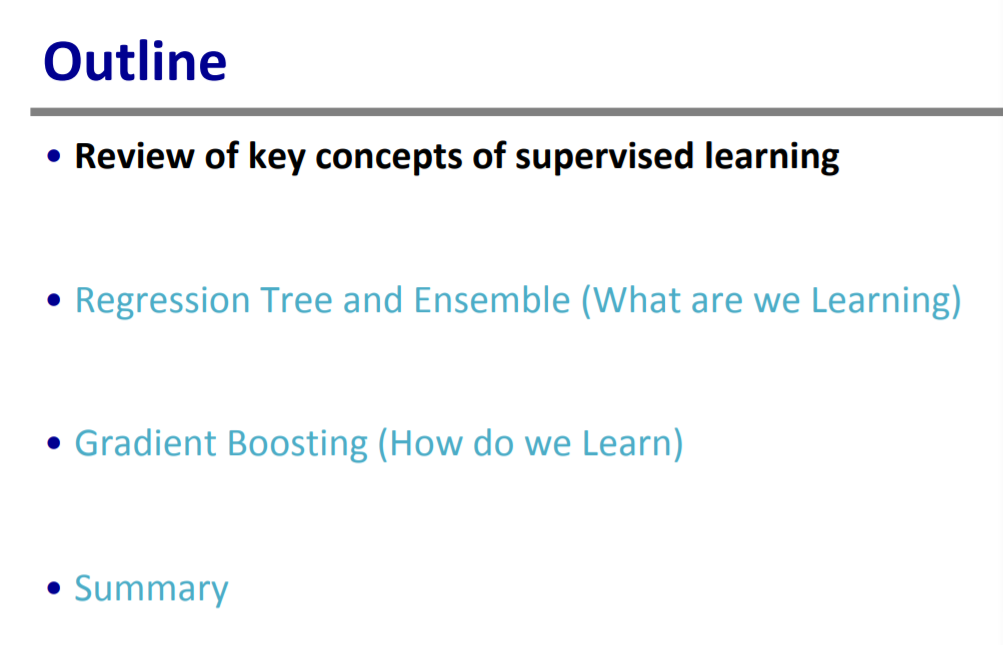 Outline
• Review of key concepts of supervised learning
• Regression Tree and Ensemble (What are we Learning)
• Gradient Boosting (How do we Learn)
• Summary